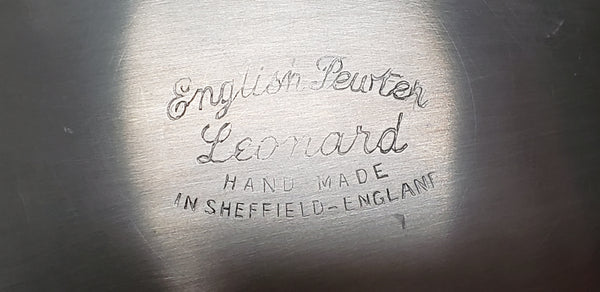 English Pewter
Leonard
HAND MADE
IN SHEFFIELD-ENGLAND